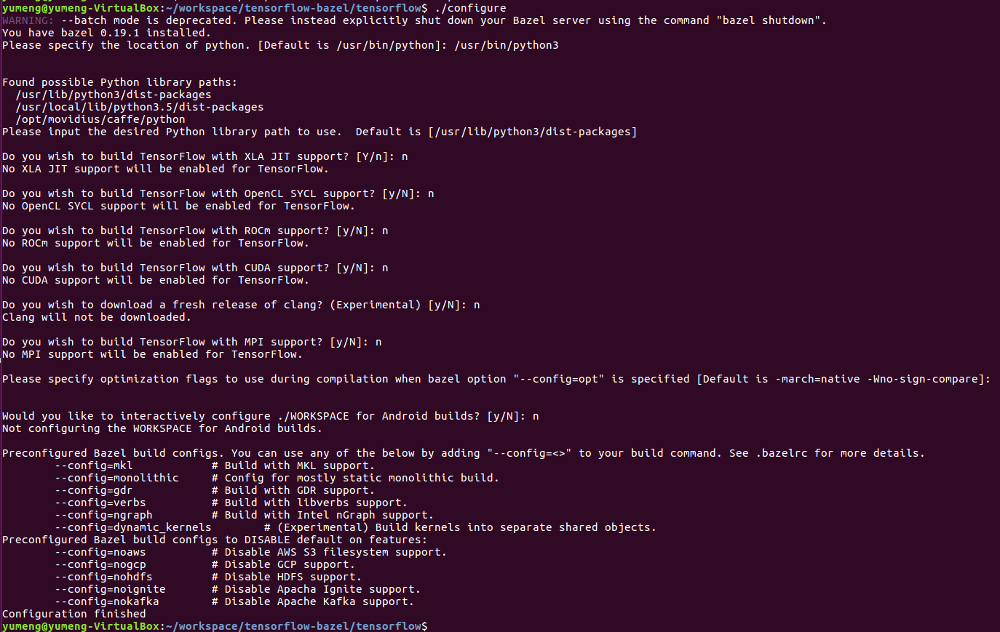 yumeng@yumeng-VirtualBox:~/workspace/tensorflow-bazel/tensorflow$ ./configure
WARNING: --batch mode is deprecated. Please instead explicitly shut down your Bazel server using the command "bazel shutdown".
You have bazel 0.19.1 installed.
Please specify the location of python. [Default is /usr/bin/python]: /usr/bin/python3
Found possible Python library paths:
  /usr/lib/python3/dist-packages
  /usr/local/lib/python3.5/dist-packages
  /opt/movidius/caffe/python
Please input the desired Python library path to use.  Default is [/usr/lib/python3/dist-packages]
Do you wish to build TensorFlow with XLA JIT support? [Y/n]: n
No XLA JIT support will be enabled for TensorFlow.
Do you wish to build TensorFlow with OpenCL SYCL support? [y/N]: n
No OpenCL SYCL support will be enabled for TensorFlow.
Do you wish to build TensorFlow with ROCm support? [y/N]: n
No ROCm support will be enabled for TensorFlow.
Do you wish to build TensorFlow with CUDA support? [y/N]: n
No CUDA support will be enabled for TensorFlow.
Do you wish to download a fresh release of clang? (Experimental) [y/N]: n
Clang will not be downloaded.
Do you wish to build TensorFlow with MPI support? [y/N]: n
No MPI support will be enabled for TensorFlow.
Please specify optimization flags to use during compilation when bazel option "--config=opt" is specified [Default is -march=native -Wno-sign-compare]:
Would you like to interactively configure ./WORKSPACE for Android builds? [y/N]: n
Not configuring the WORKSPACE for Android builds.
Preconfigured Bazel build configs. You can use any of the below by adding "--config=<>" to your build command. See .bazelrc for more details.
        --config=mkl            # Build with MKL support.
        --config=monolithic     # Config for mostly static monolithic build.
        --config=gdr            # Build with GDR support.
        --config=verbs          # Build with libverbs support.
        --config=ngraph         # Build with Intel nGraph support.
        --config=dynamic_kernels        # (Experimental) Build kernels into separate shared objects.
Preconfigured Bazel build configs to DISABLE default on features:
        --config=noaws          # Disable AWS S3 filesystem support.
        --config=nogcp          # Disable GCP support.
        --config=nohdfs         # Disable HDFS support.
        --config=noignite       # Disable Apacha Ignite support.
        --config=nokafka        # Disable Apache Kafka support.
Configuration finished
yumeng@yumeng-VirtualBox:~/workspace/tensorflow-bazel/tensorflow$